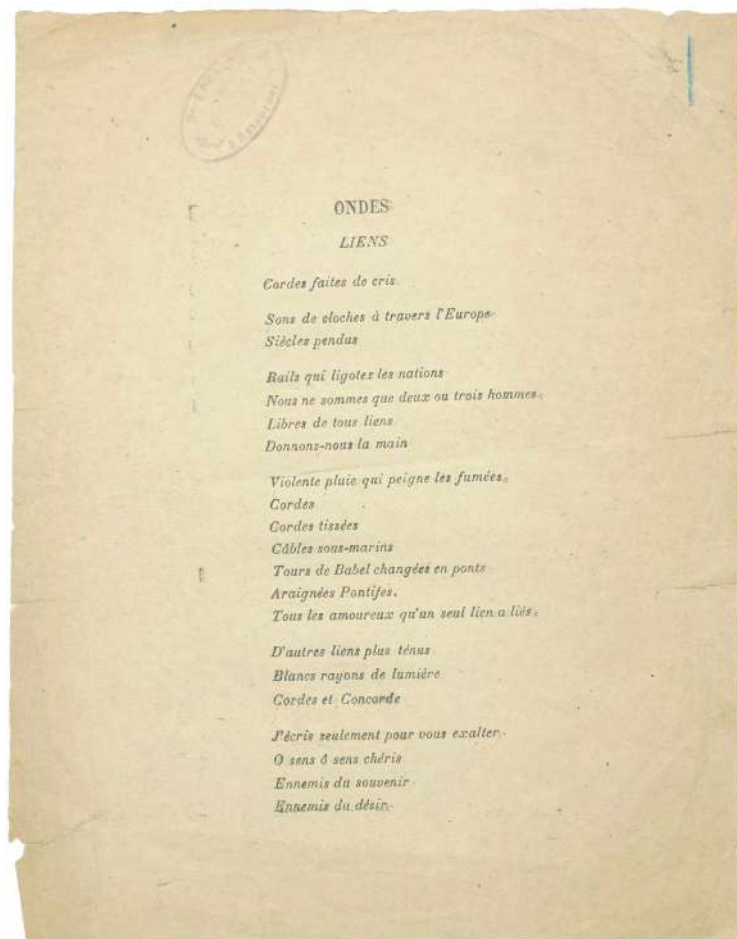 ONDES
LIENS
Cordes faites de cris
Sons de cloches à travers l'Europe
Siècles pendus
Rails qui ligotez les nations
Nous ne sommes que deux ou trois hommes
Libres de tous liens
Donnons-nous la main
Violente pluie qui peigne les fumées
Cordes
Cordes tissées
Câbles sous-marins
Tours de Babel changées en ponts
Araignées Pontifes.
Tous les amoureux qu'un seul lien a liés
D'autres liens plus ténus
Blancs rayons de lumière
Cordes et Concorde
J'écris seulement pour vous exalter
O sens ô sens chéris
Ennemis du souvenir
Ennemis du désir